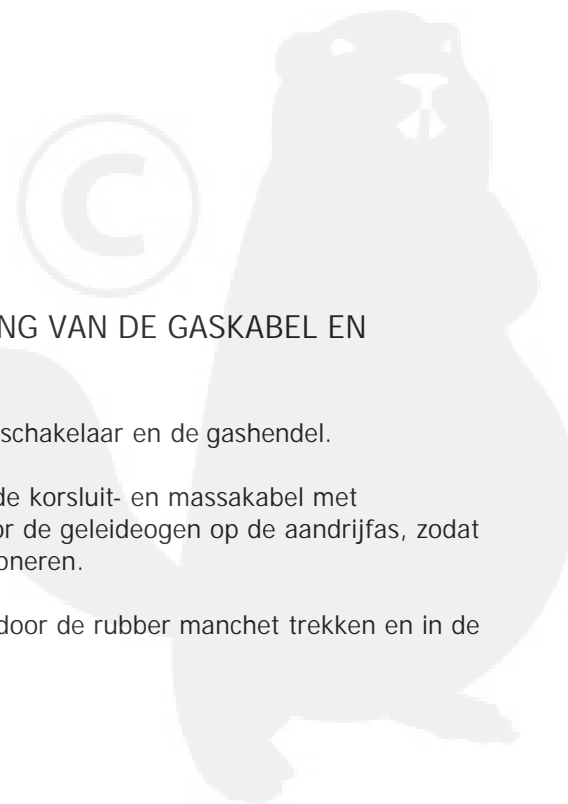 ©
NG VAN DE GASKABEL EN
schakelaar en de gashendel.
de korsluit- en massakabel met
or de geleideogen op de aandrijfas, zodat
oneren.
door de rubber manchet trekken en in de